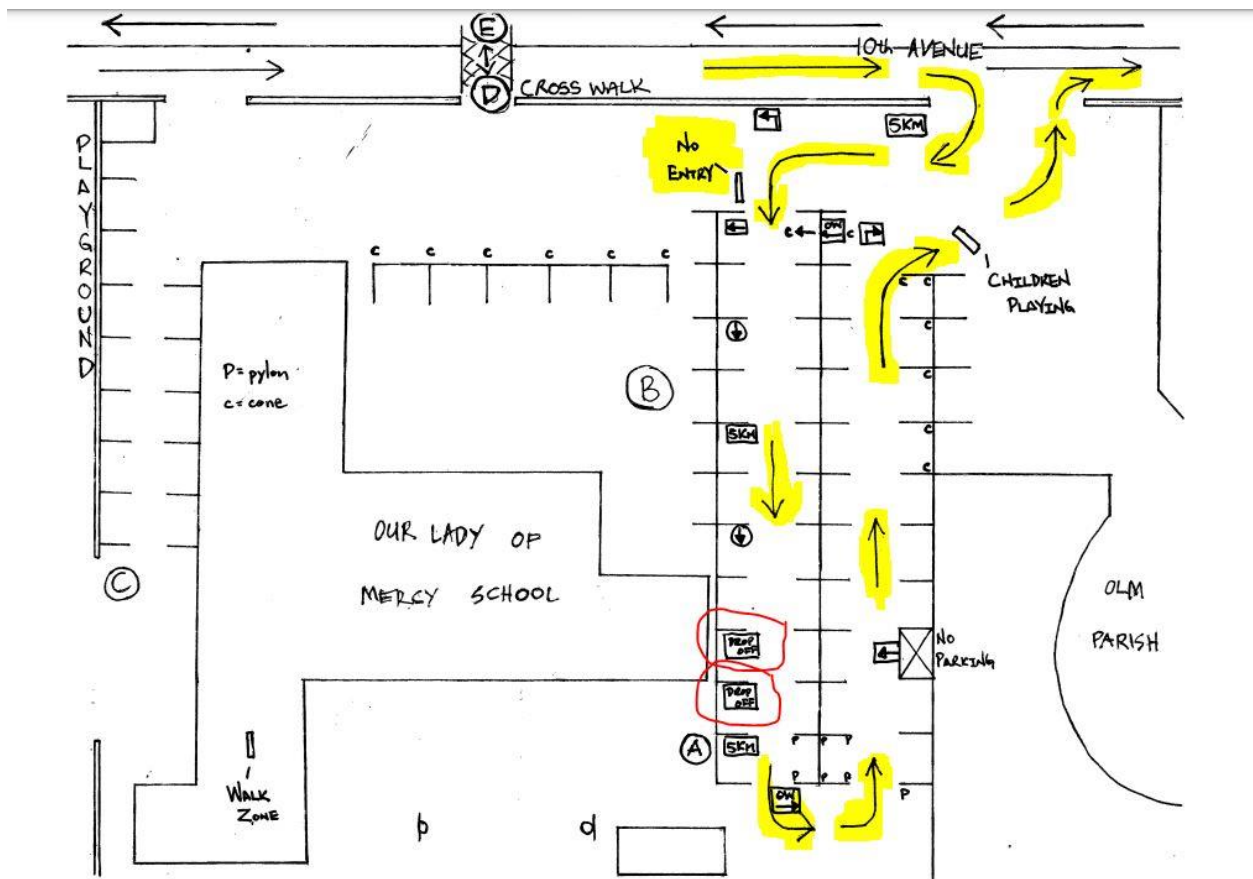 E
10th AVENUE
D
CROSS WALK
5KM
NO
ENTRY
PLAYGROUND
C
OW
C
C
C
C
C
C
C
C
C
CHILDREN
PLAYING
C
P= pylon
c= cone
B
C
C
5KM
C
OUR LADY OF
MERCY SCHOOL
C
DROP
OFF
NO
PARKING
OLM
PARISH
DROP
OFF
A
5KM
P
P
P
P
P
P
P
OW
WALK
ZONE